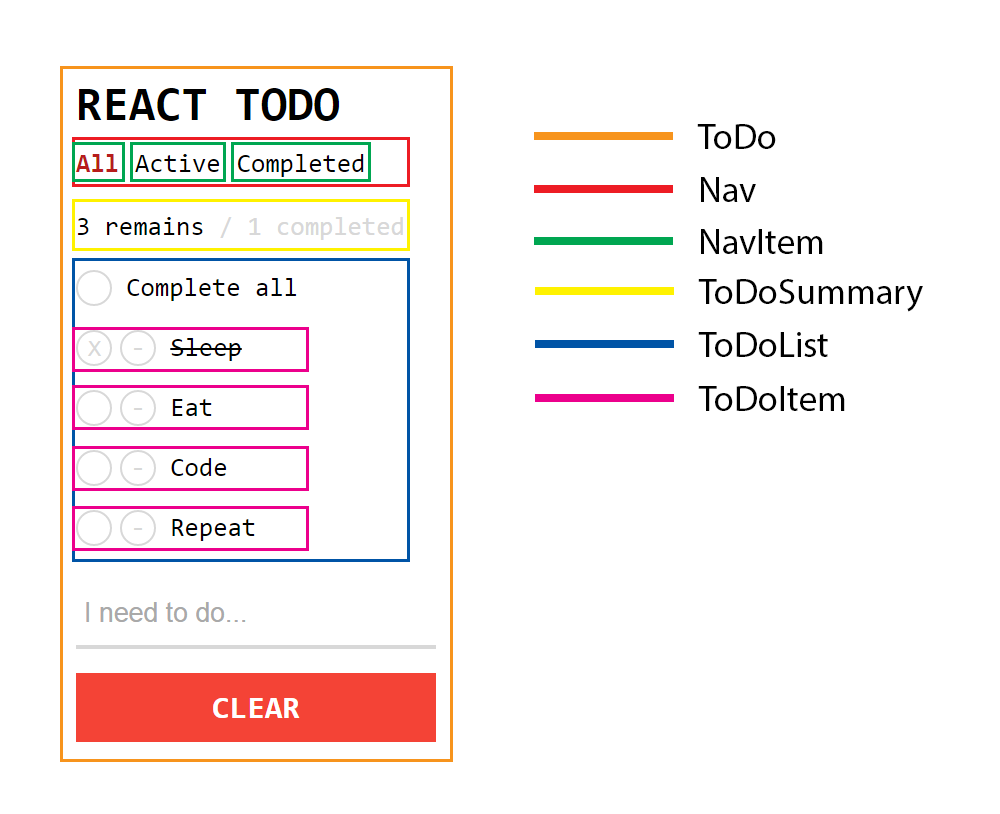 REACT TODO
All Active Completed
3 remains / 1 completed
Complete all
X - Sleep
- Eat
- Code
- Repeat
I need to do...
CLEAR
ToDo
Nav
NavItem
ToDoSummary
ToDoList
ToDoItem